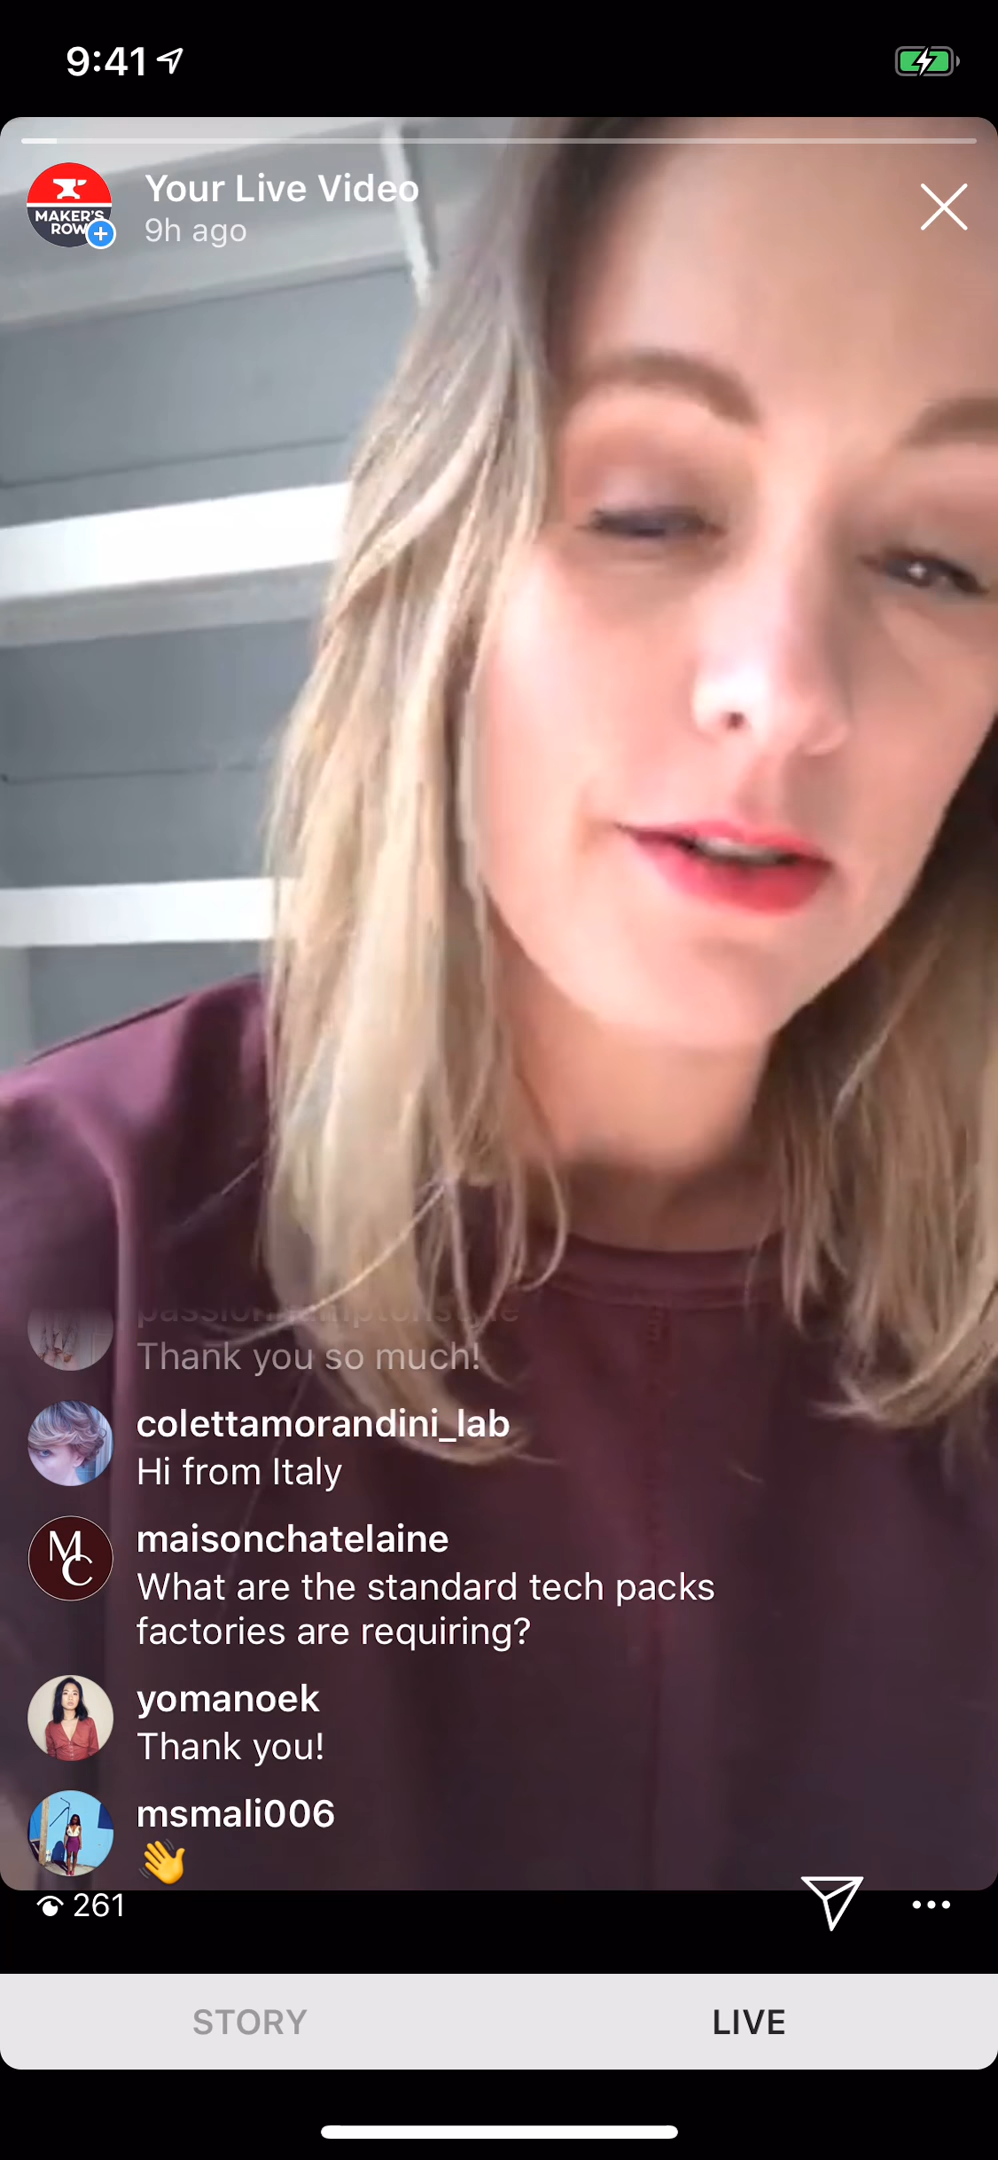 9:41
Your Live Video
9h ago
MAKER'S
ROW
Thank you so much!
colettamorandini_lab
Hi from Italy
MC
maisonchatelaine
What are the standard tech packs
factories are requiring?
yomanoek
Thank you!
msmali006
👋
261
STORY
LIVE